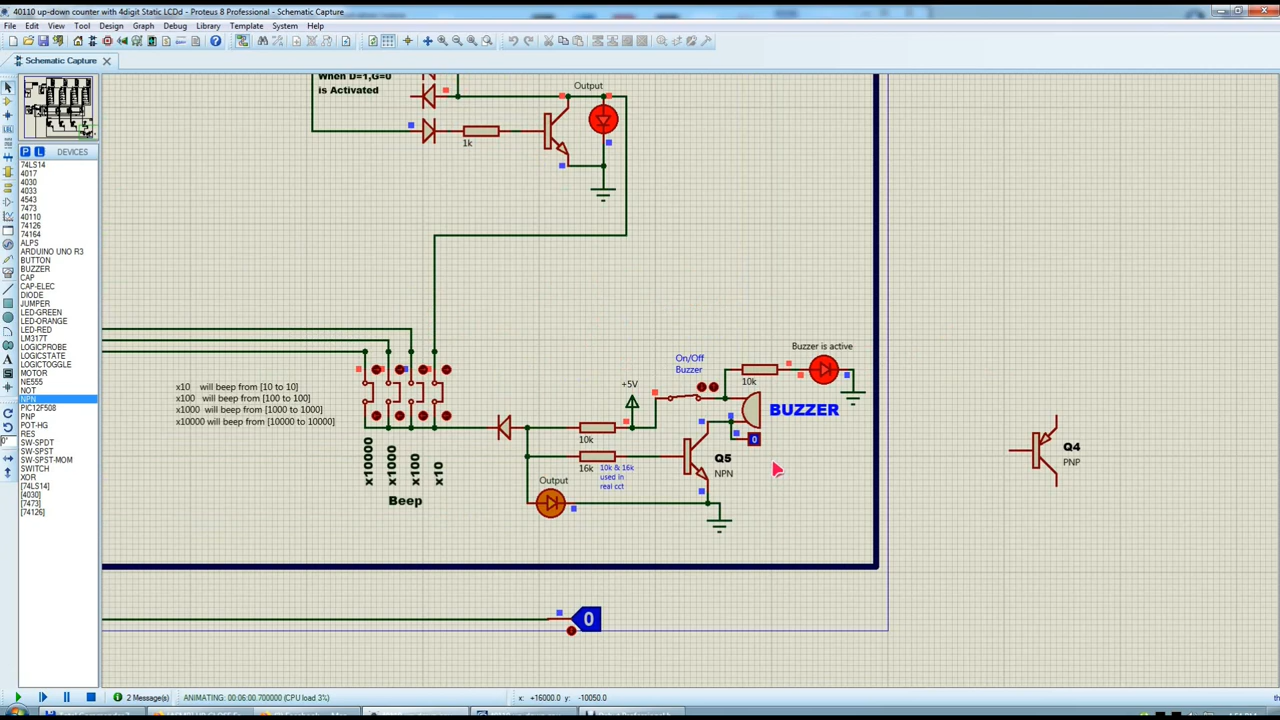 40110 up-down counter with 4digit Static LCDd - Proteus 8 Professional - Schematic Capture
File Edit View Tool Design Graph Debug Library Template System Help
Schematic Capture
P L DEVICES
74LS14
4017
4030
4033
4543
7473
40110
74126
74164
74234
ALPS
ARDUINO UNO R3
BUTTON
BUZZER
CAP
CAP-ELEC
DIODE
JUMPER
LED-GREEN
LED-ORANGE
LED-RED
LM317T
LOGICPROBE
LOGICSTATE
LOGICTOGGLE
MOTOR
NE555
NOT
NPN
PIC12F508
PNP
POT-HG
RES
SW-SPDT
SW-SPST
SW-SPST-MOM
SWITCH
XOR
[74LS14]
[4030]
[7473]
[74126]
When D=1,G=0
is Activated
Output
1k
x10 will beep from [10 to 10]
x100 will beep from [100 to 100]
x1000 will beep from [1000 to 1000]
x10000 will beep from [10000 to 10000]
x10000
x1000
x100
x10
Beep
+5V
10k
16k
10k & 16k
used in
real cct
Output
On/Off
Buzzer
10k
Buzzer is active
BUZZER
0
Q5
NPN
Q4
PNP
0
2 Message(s)
ANIMATING: 00:06:00.700000 (CPU load 3%)
x: +16000.0 y: -10050.0